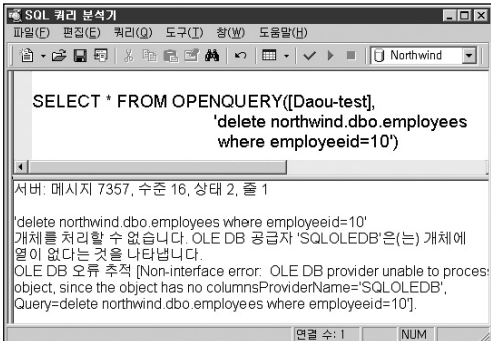 SQL 쿼리 분석기
파일(F) 편집(E) 쿼리(Q) 도구(T) 창(W) 도움말(H)
Northwind
SELECT * FROM OPENQUERY([Daou-test],
'delete northwind.dbo.employees
where employeeid=10')
서버: 메시지 7357, 수준 16, 상태 2, 줄 1
'delete northwind.dbo.employees where employeeid=10'
개체를 처리할 수 없습니다. OLE DB 공급자 'SQLOLEDB'은(는) 개체에
열이 없다는 것을 나타냅니다.
OLE DB 오류 추적 [Non-interface error:  OLE DB provider unable to process
object, since the object has no columnsProviderName='SQLOLEDB',
Query=delete northwind.dbo.employees where employeeid=10'].
연결 수: 1 NUM